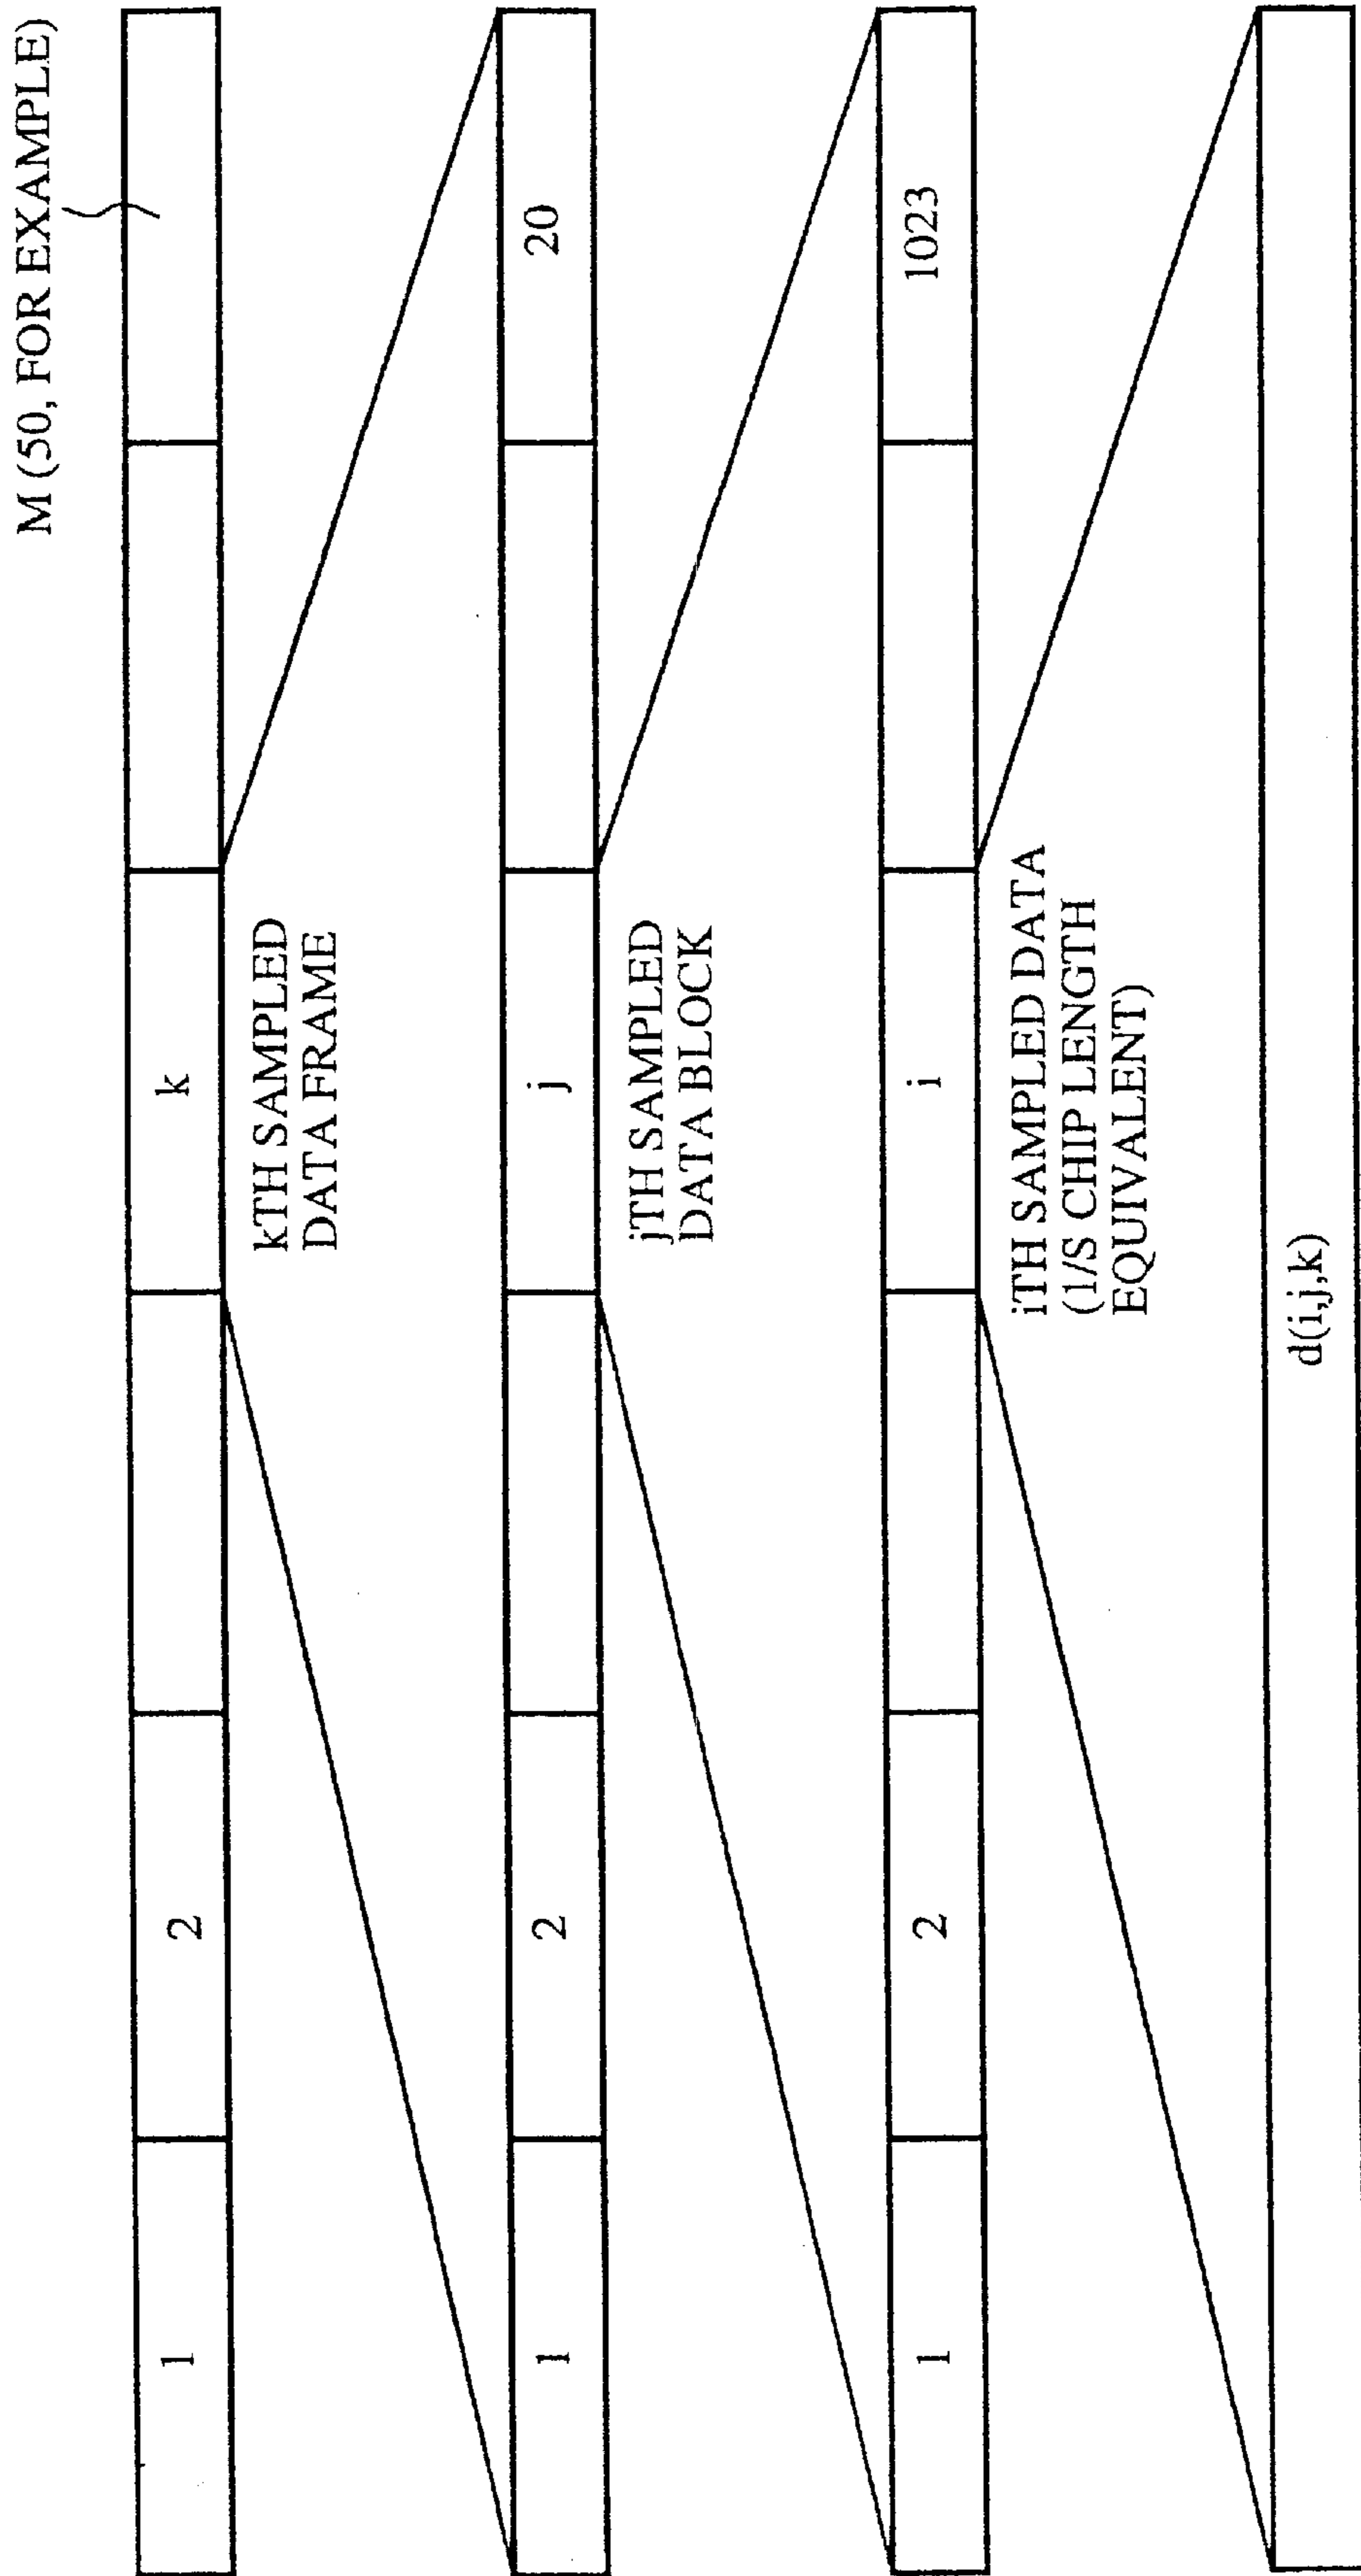 M (50, FOR EXAMPLE)
1
2
k
kTH SAMPLED
DATA FRAME
1
2
j
20
jTH SAMPLED
DATA BLOCK
1
2
i
1023
iTH SAMPLED DATA
(1/S CHIP LENGTH
EQUIVALENT)
d(i,j,k)